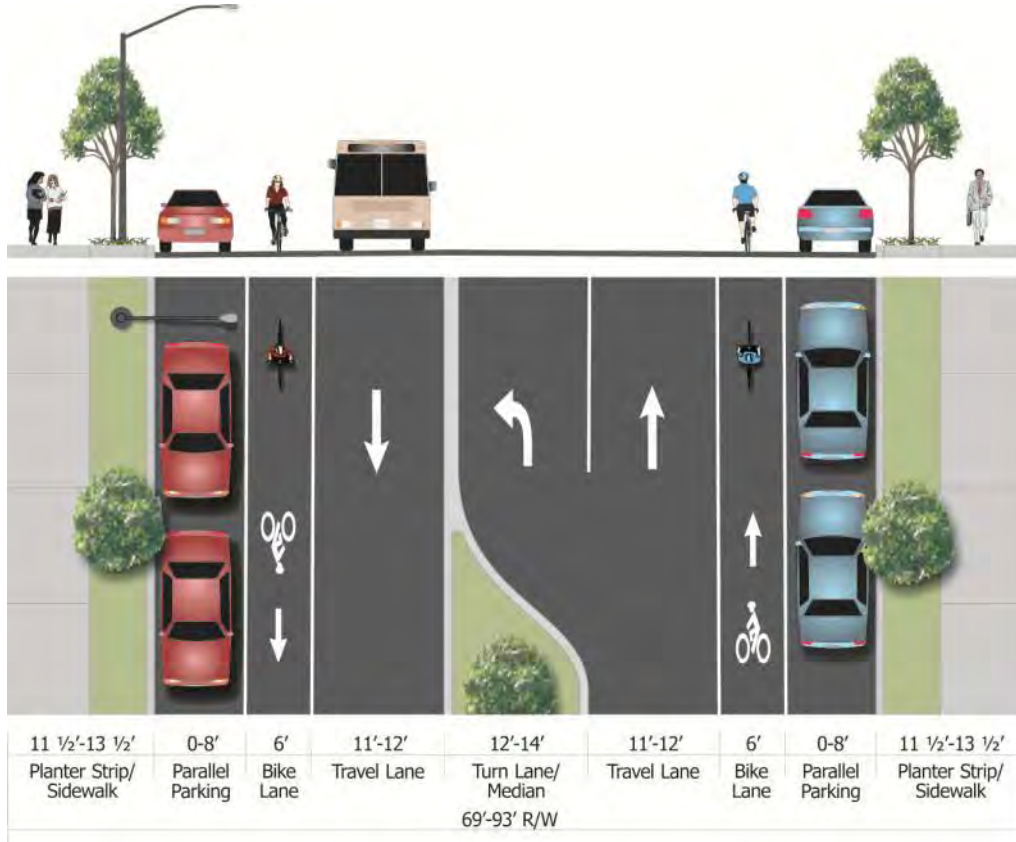 11 ½'-13 ½' 0-8' 6' 11'-12' 12'-14' 11'-12' 6' 0-8' 11 ½'-13 ½'
Planter Strip/ Parallel Bike Travel Lane Turn Lane/ Travel Lane Bike Parallel Planter Strip/
Sidewalk Parking Lane Median Lane Parking Sidewalk
69'-93' R/W